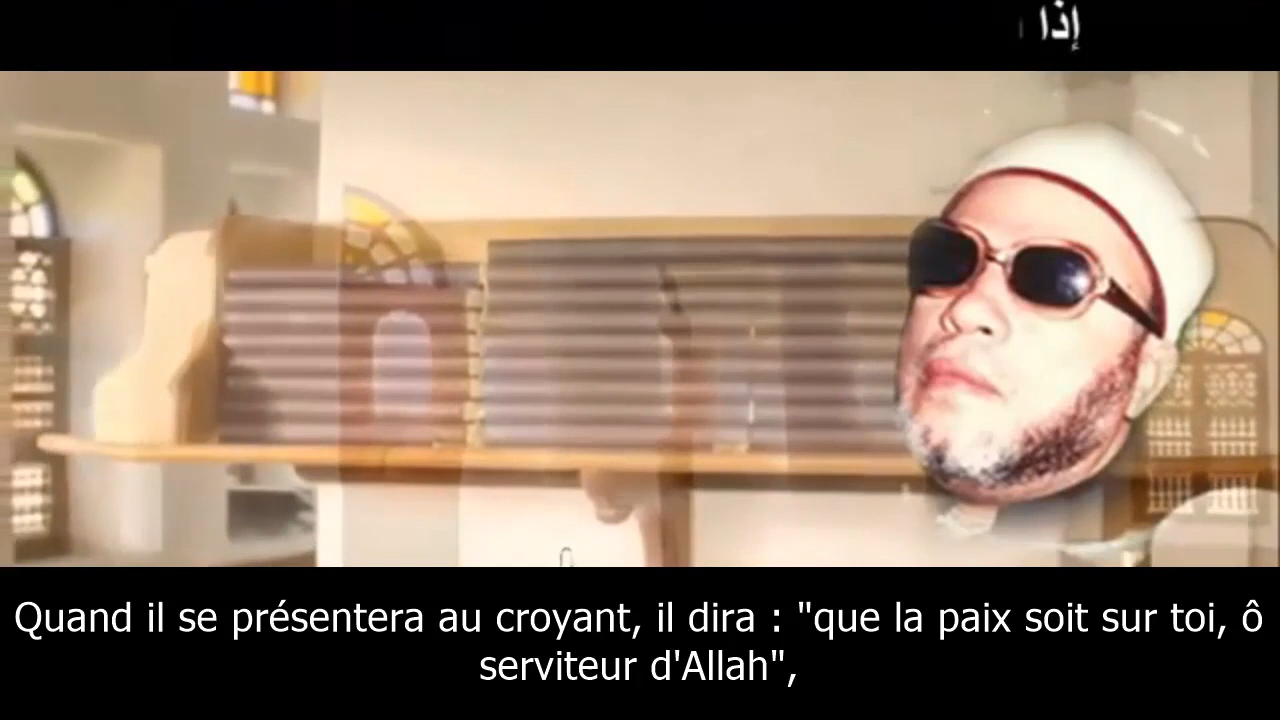 إذا
Quand il se présentera au croyant, il dira : "que la paix soit sur toi, ô
serviteur d'Allah",